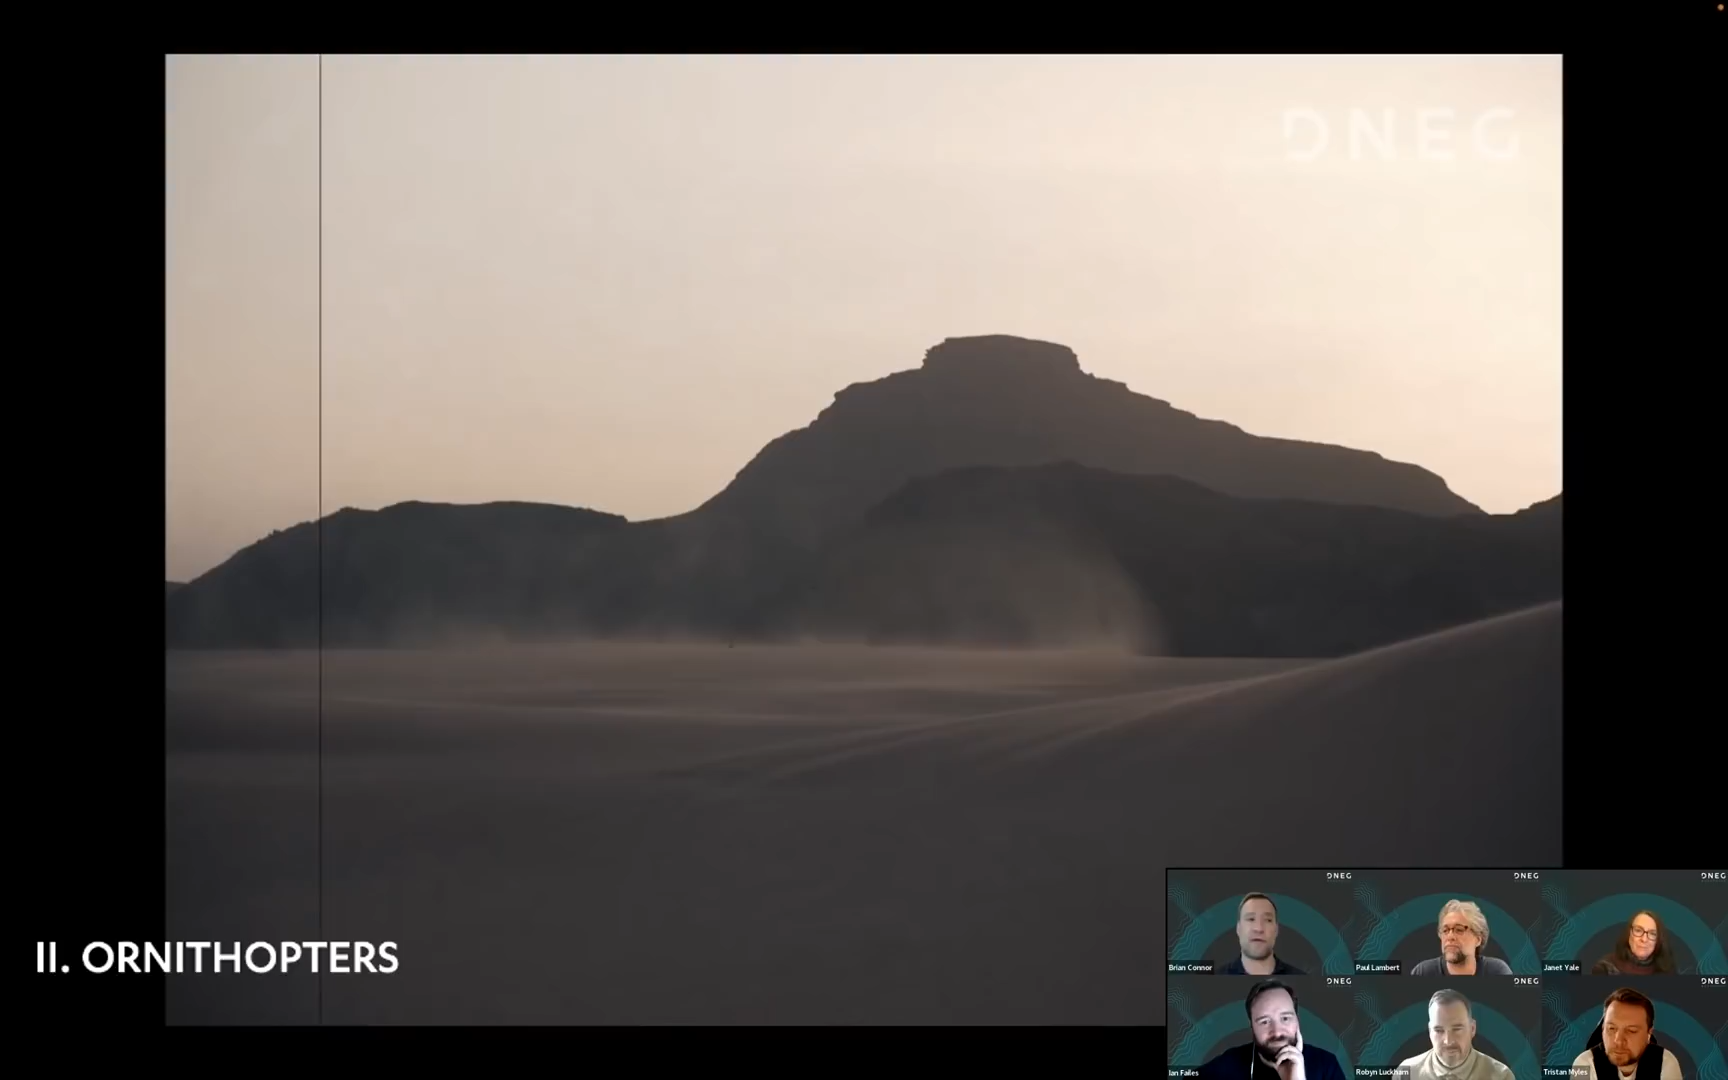 DNEG
II. ORNITHOPTERS
DNEG
DNEG
DNEG
Brian Connor
Paul Lambert
Janet Yale
DNEG
DNEG
DNEG
Ian Failes
Robyn Luckham
Tristan Myles